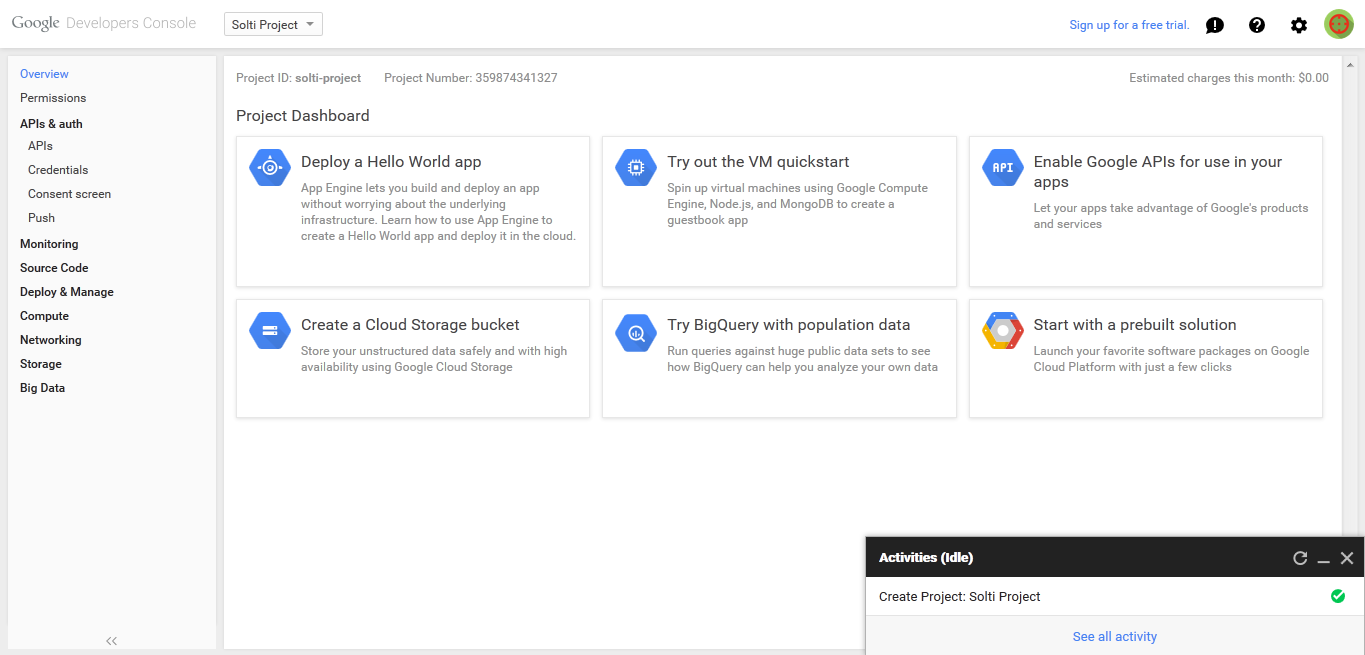 Google Developers Console
Solti Project
Sign up for a free trial.
Overview
Permissions
APIs & auth
APIs
Credentials
Consent screen
Push
Monitoring
Source Code
Deploy & Manage
Compute
Networking
Storage
Big Data
Project ID: solti-project
Project Number: 359874341327
Estimated charges this month: $0.00
Project Dashboard
Deploy a Hello World app
App Engine lets you build and deploy an app
without worrying about the underlying
infrastructure. Learn how to use App Engine to
create a Hello World app and deploy it in the cloud.
Try out the VM quickstart
Spin up virtual machines using Google Compute
Engine, Node.js, and MongoDB to create a
guestbook app
API
Enable Google APIs for use in your
apps
Let your apps take advantage of Google's products
and services
Create a Cloud Storage bucket
Store your unstructured data safely and with high
availability using Google Cloud Storage
Try BigQuery with population data
Run queries against huge public data sets to see
how BigQuery can help you analyze your own data
Start with a prebuilt solution
Launch your favorite software packages on Google
Cloud Platform with just a few clicks
Activities (Idle)
Create Project: Solti Project
See all activity